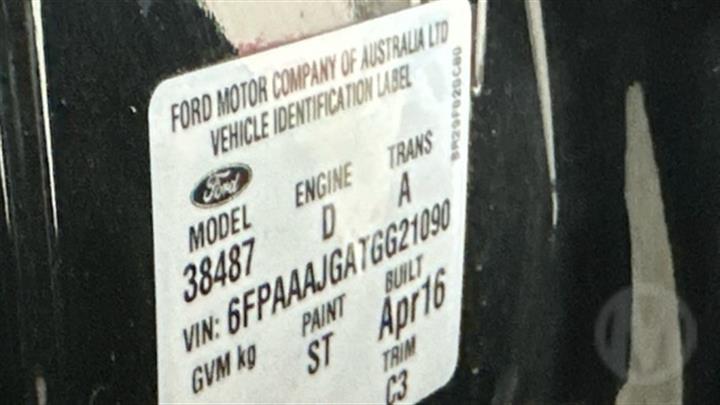 FORD MOTOR COMPANY OF AUSTRALIA LTD
VEHICLE IDENTIFICATION LABEL
Ford
MODEL ENGINE TRANS
38487 D A
VIN: 6FPAAAJGATGG21090
GVM kg PAINT BUILT
ST Apr16
TRIM
C3